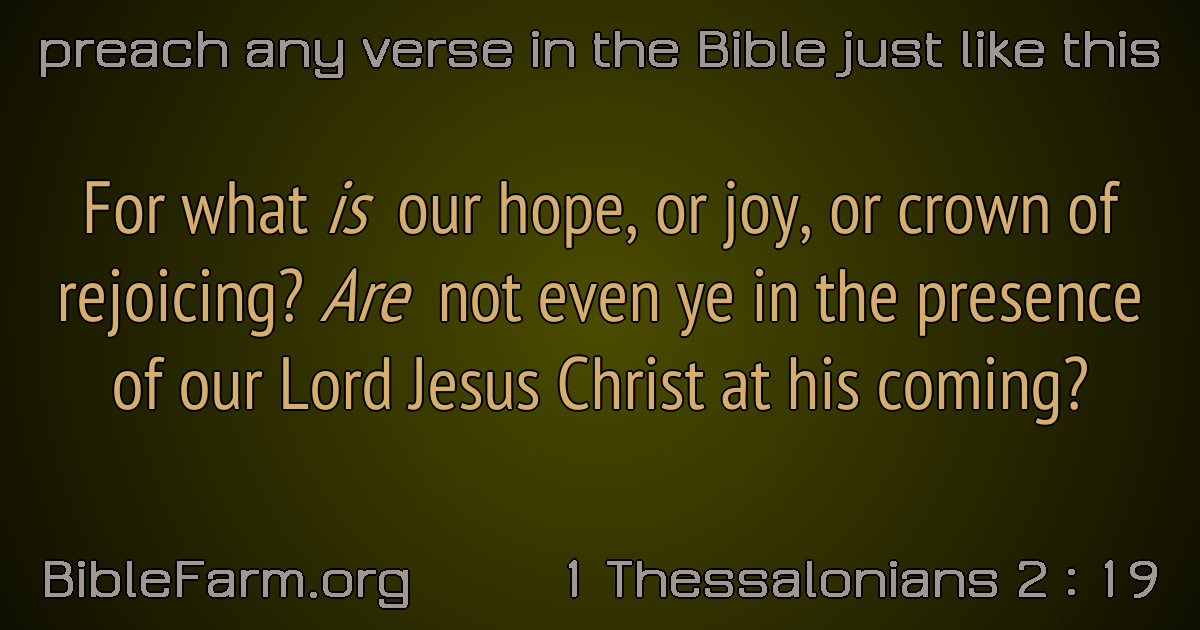 preach any verse in the Bible just like this
For what is our hope, or joy, or crown of
rejoicing? Are not even ye in the presence
of our Lord Jesus Christ at his coming?
BibleFarm.org
1 Thessalonians 2 : 19